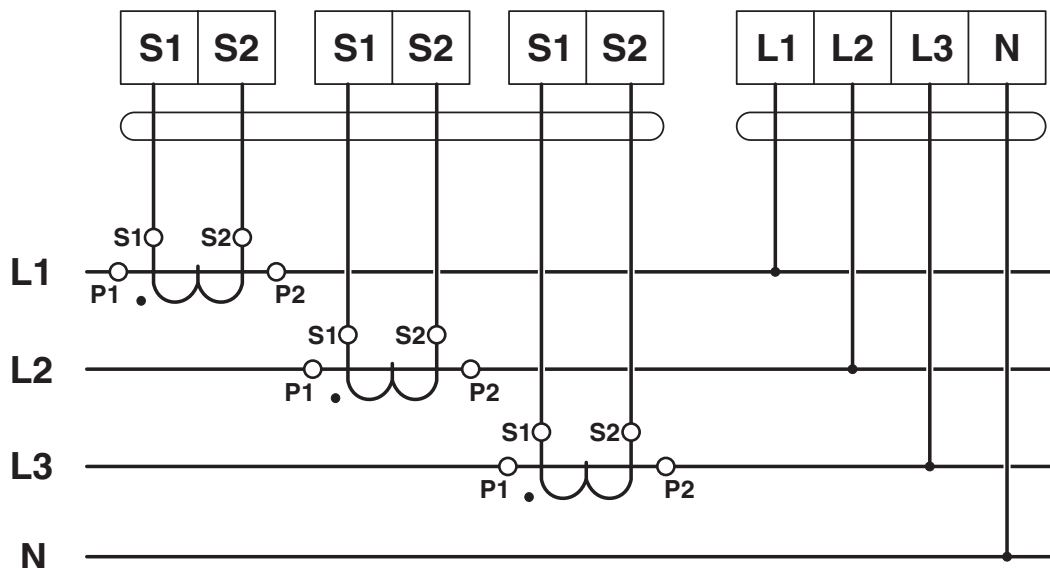 S1 S2 S1 S2 S1 S2 L1 L2 L3 N
S1 S2
L1
P1 P2
S1 S2
L2
P1 P2
S1 S2
L3
P1 P2
N